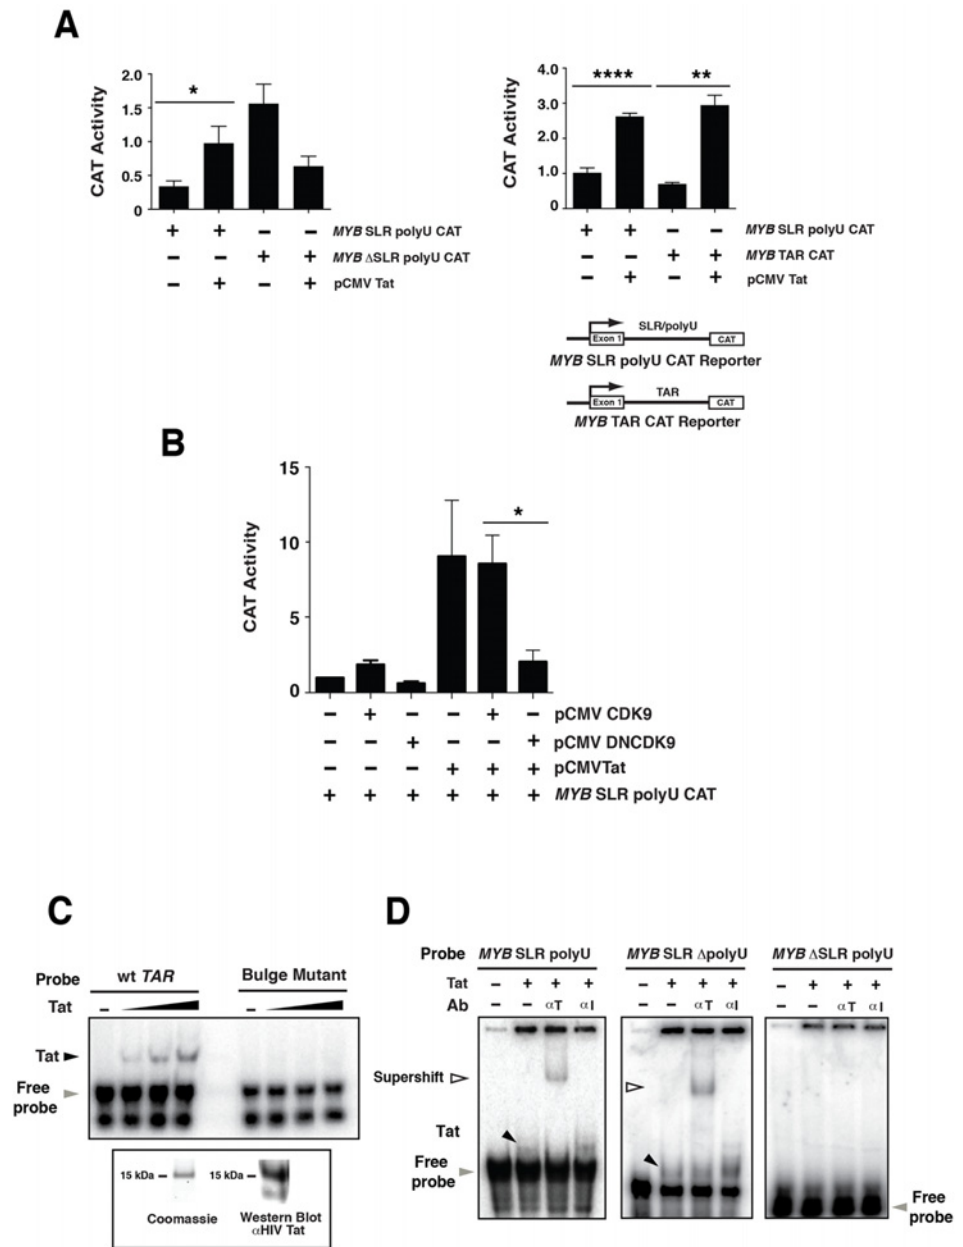 A
CAT Activity
2.0
1.5
1.0
0.5
0
*
+ + – – MYB SLR polyU CAT
– – + + MYB ΔSLR polyU CAT
– + – + pCMV Tat
CAT Activity
4.0
3.0
2.0
1.0
0
**** **
+ + – – MYB SLR polyU CAT
– – + + MYB TAR CAT
– + – + pCMV Tat
SLR/polyU
Exon 1 CAT
MYB SLR polyU CAT Reporter
TAR
Exon 1 CAT
MYB TAR CAT Reporter
B
CAT Activity
15
10
5
0
*
– + – – + – pCMV CDK9
– – + – – + pCMV DNCDK9
– – – + + + pCMVTat
+ + + + + + MYB SLR polyU CAT
C
Probe wt TAR Bulge Mutant
Tat – –
Tat
Free probe
15 kDa 15 kDa
Coomassie Western Blot
αHIV Tat
D
Probe MYB SLR polyU MYB SLR ΔpolyU MYB ΔSLR polyU
Tat – + + + – + + + – + + +
Ab – – αT αI – – αT αI – – αT αI
Supershift
Tat
Free probe
Free probe